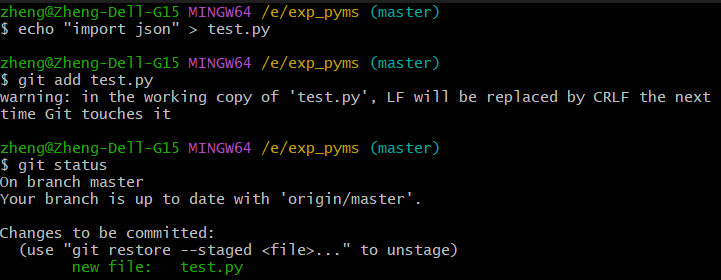 zheng@Zheng-Dell-G15 MINGW64 /e/exp_pyms (master)
$ echo "import json" > test.py
zheng@Zheng-Dell-G15 MINGW64 /e/exp_pyms (master)
$ git add test.py
warning: in the working copy of 'test.py', LF will be replaced by CRLF the next
time Git touches it
zheng@Zheng-Dell-G15 MINGW64 /e/exp_pyms (master)
$ git status
On branch master
Your branch is up to date with 'origin/master'.
Changes to be committed:
  (use "git restore --staged <file>..." to unstage)
        new file:   test.py